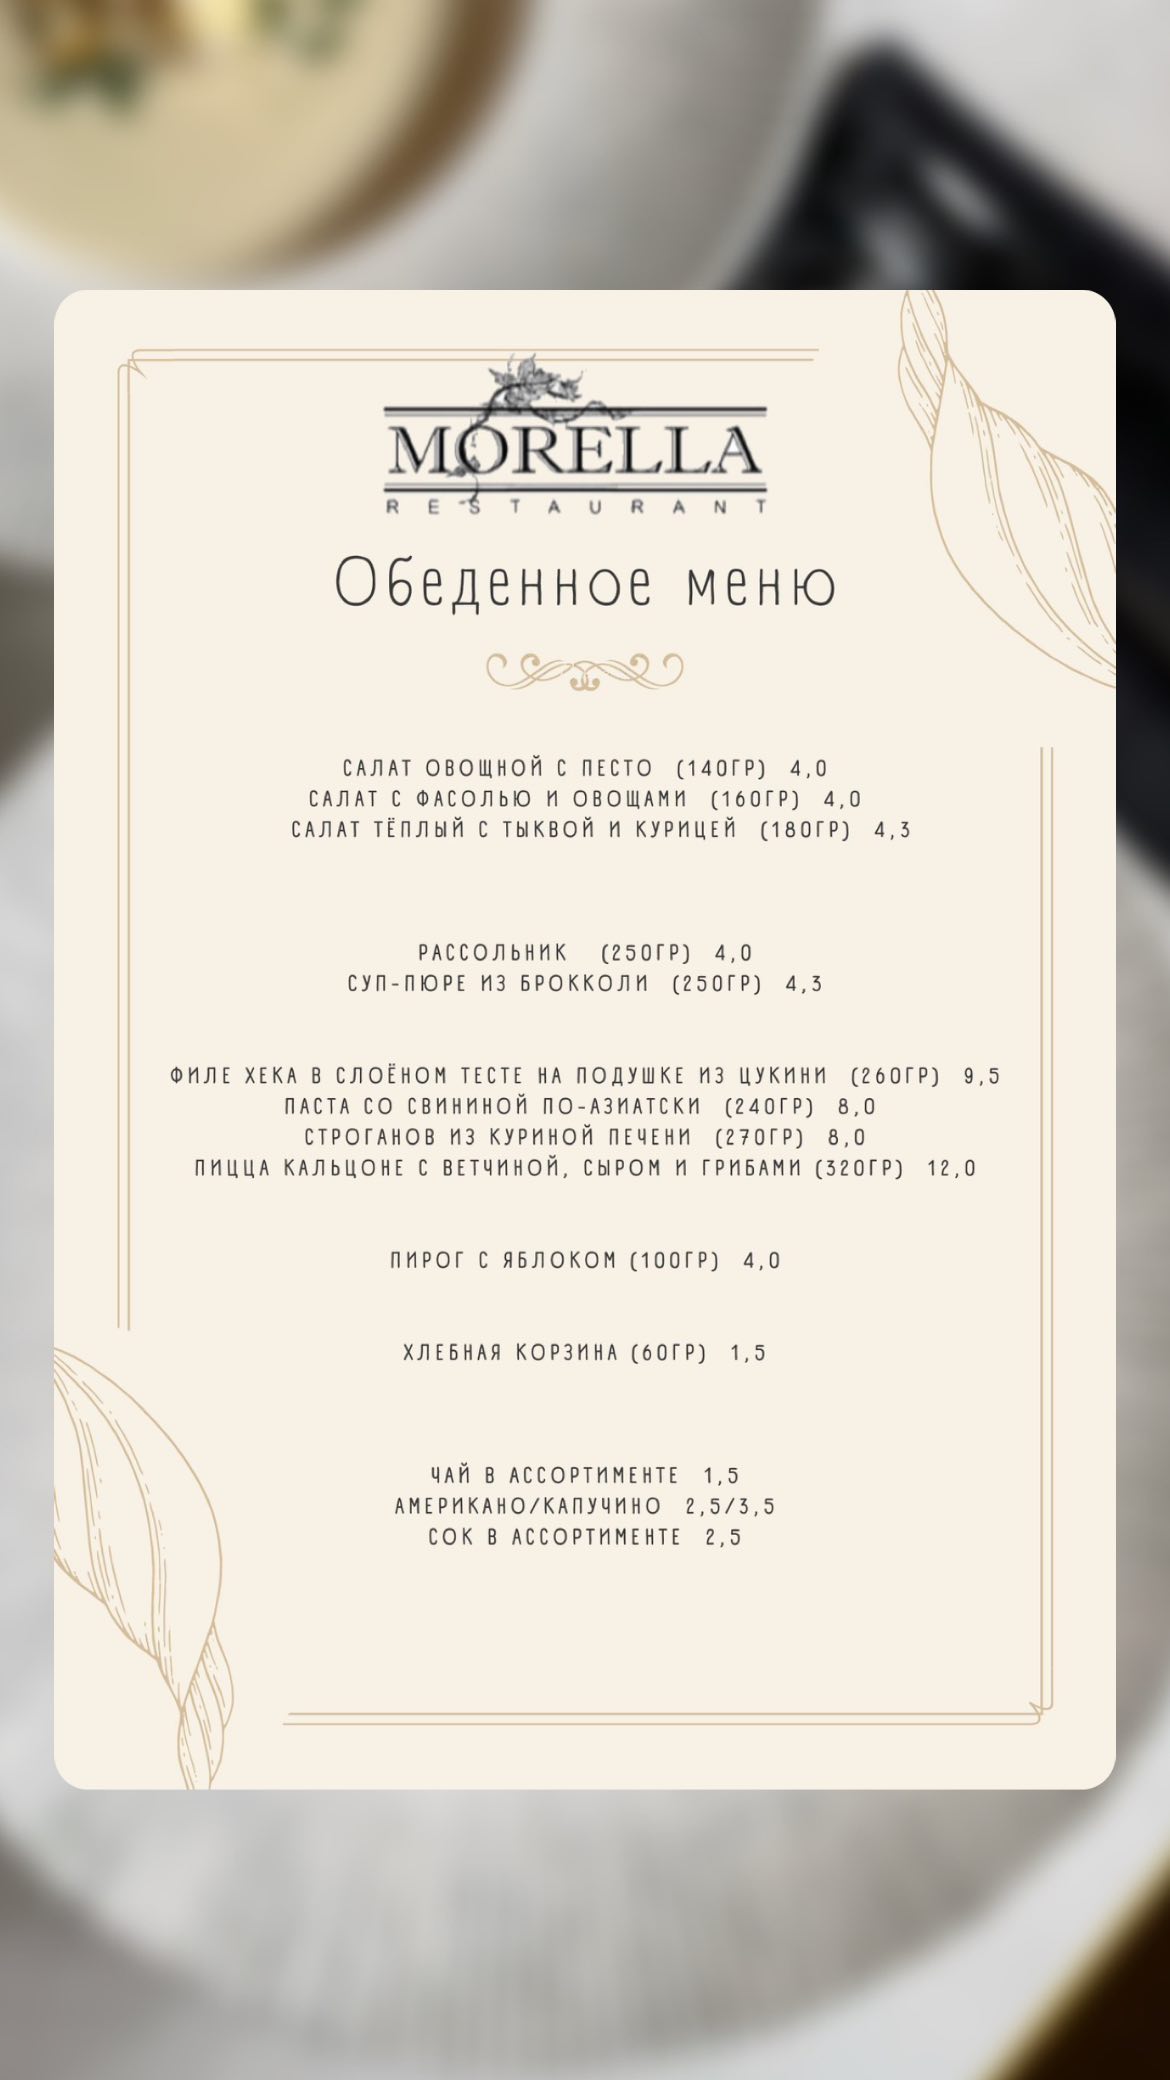 MORELLA
RESTAURANT
Обеденное меню
САЛАТ ОВОЩНОЙ С ПЕСТО (140ГР) 4,0
САЛАТ С ФАСОЛЬЮ И ОВОЩАМИ (160ГР) 4,0
САЛАТ ТЁПЛЫЙ С ТЫКВОЙ И КУРИЦЕЙ (180ГР) 4,3
РАССОЛЬНИК (250ГР) 4,0
СУП-ПЮРЕ ИЗ БРОККОЛИ (250ГР) 4,3
ФИЛЕ ХЕКА В СЛОЁНОМ ТЕСТЕ НА ПОДУШКЕ ИЗ ЦУКИНИ (260ГР) 9,5
ПАСТА СО СВИНИНОЙ ПО-АЗИАТСКИ (240ГР) 8,0
СТРОГАНОВ ИЗ КУРИНОЙ ПЕЧЕНИ (270ГР) 8,0
ПИЦЦА КАЛЬЦОНЕ С ВЕТЧИНОЙ, СЫРОМ И ГРИБАМИ (320ГР) 12,0
ПИРОГ С ЯБЛОКОМ (100ГР) 4,0
ХЛЕБНАЯ КОРЗИНА (60ГР) 1,5
ЧАЙ В АССОРТИМЕНТЕ 1,5
АМЕРИКАНО/КАПУЧИНО 2,5/3,5
СОК В АССОРТИМЕНТЕ 2,5